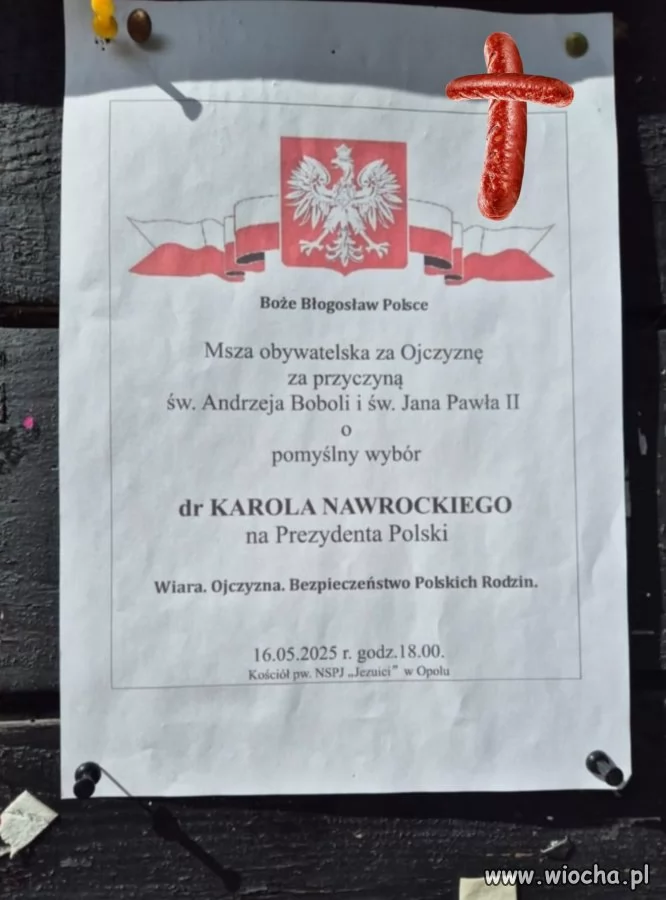 Boże Błogosław Polsce
Msza obywatelska za Ojczyznę
za przyczyną
św. Andrzeja Boboli i św. Jana Pawła II
o
pomyślny wybór
dr KAROLA NAWROCKIEGO
na Prezydenta Polski
Wiara. Ojczyzna. Bezpieczeństwo Polskich Rodzin.
16.05.2025 r. godz.18.00.
Kościół pw. NSPJ „Jezuici” w Opolu
www.wiocha.pl